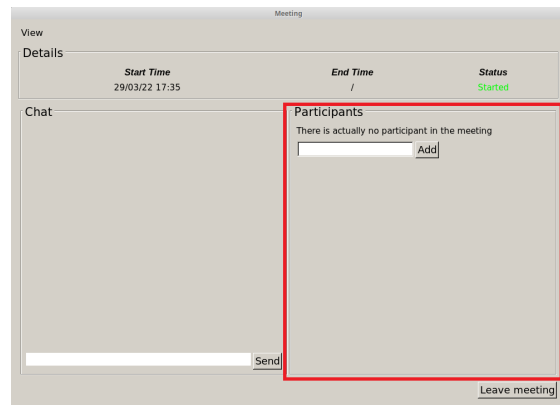 Meeting
View
Details
Start Time End Time Status
29/03/22 17:35 / Started
Chat
Participants
There is actually no participant in the meeting
Add
Send
Leave meeting